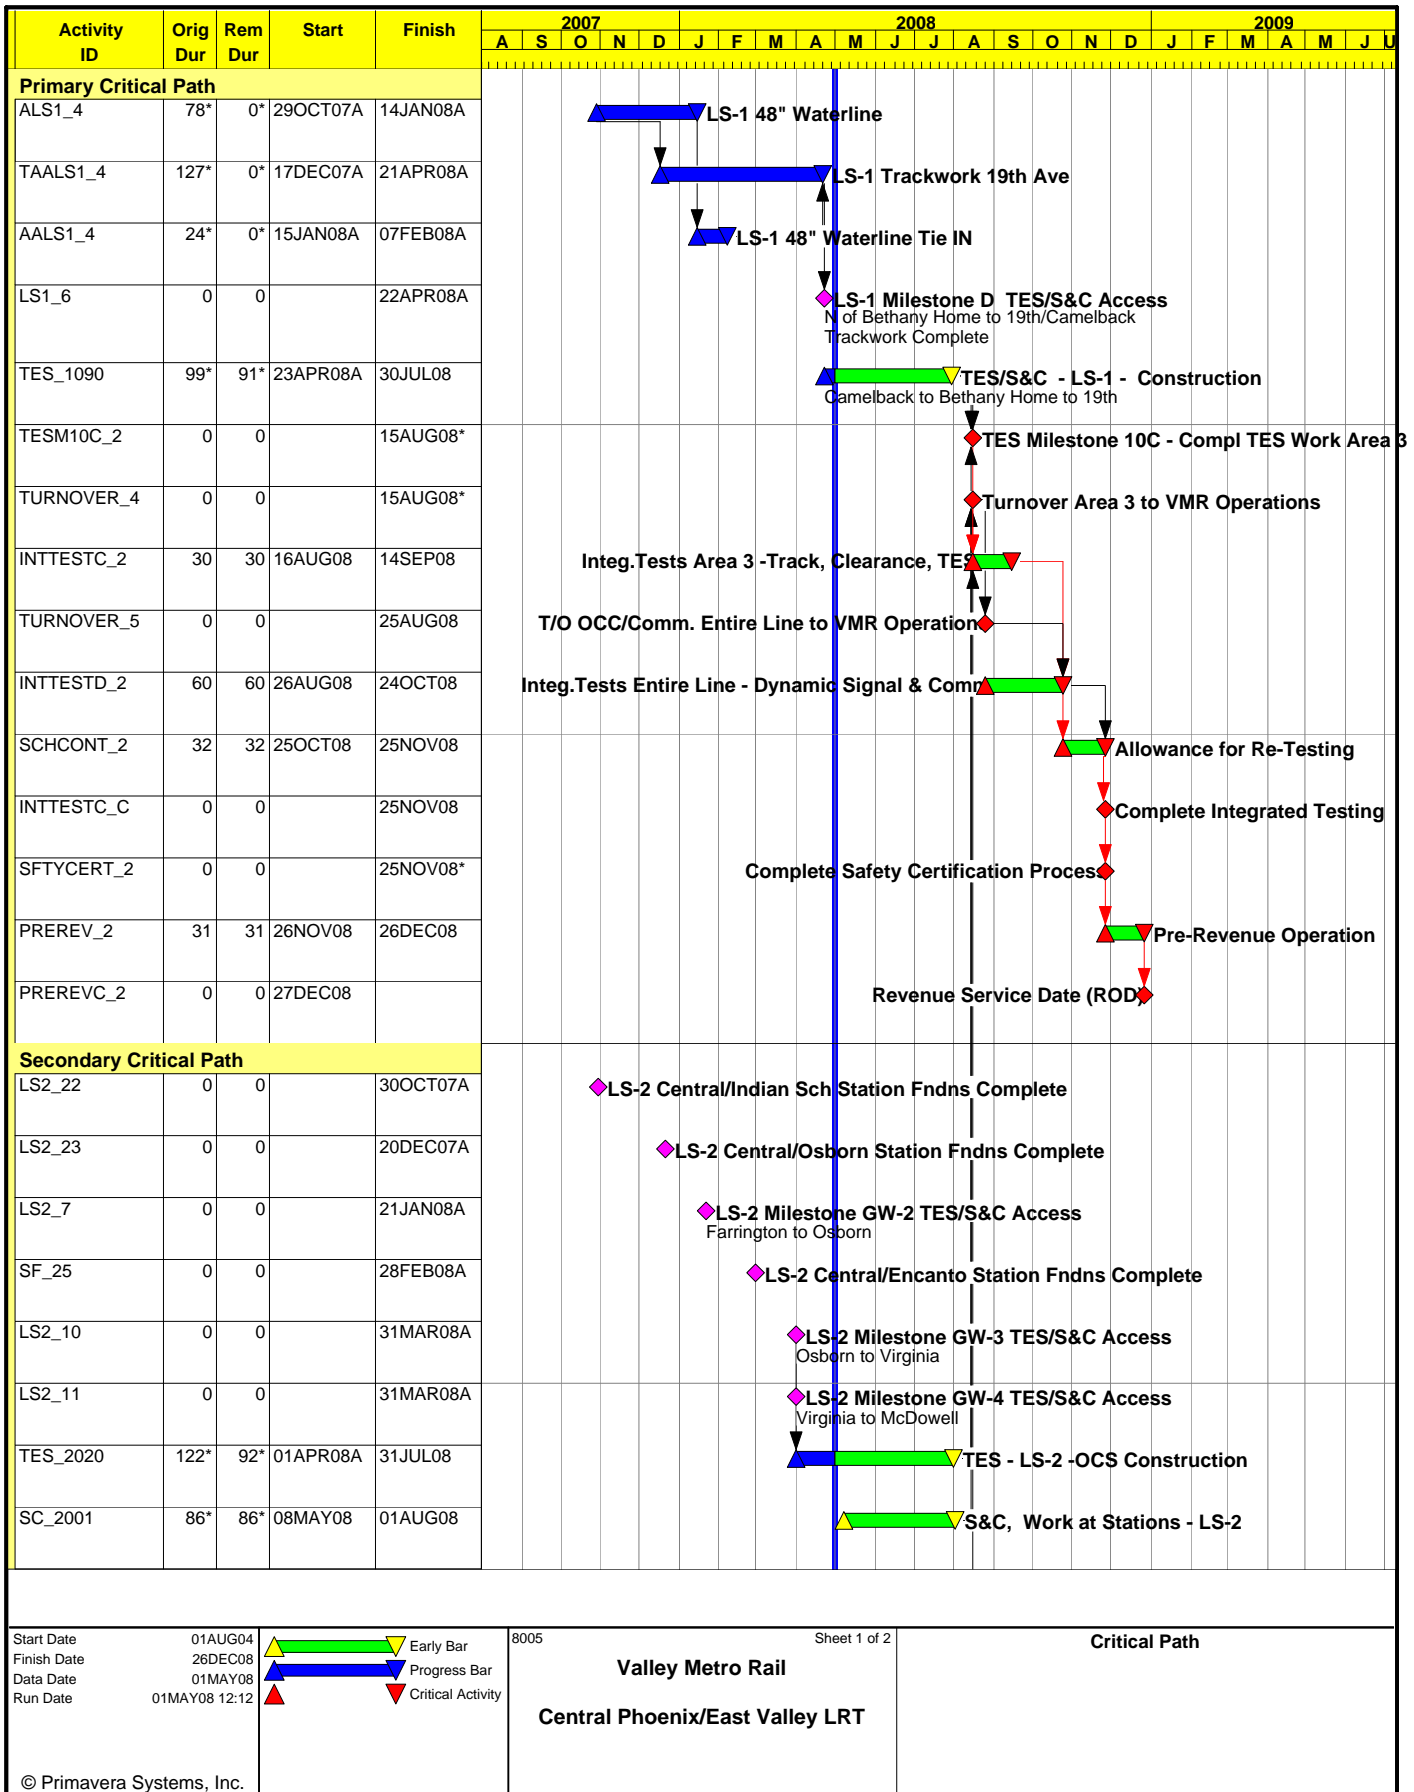 Activity ID Orig Dur Rem Dur Start Finish 2007 2008 2009
A S O N D J F M A M J J A S O N D J F M A M J
Primary Critical Path
ALS1_4 78* 0* 29OCT07A 14JAN08A LS-1 48" Waterline
TAALS1_4 127* 0* 17DEC07A 21APR08A LS-1 Trackwork 19th Ave
AALS1_4 24* 0* 15JAN08A 07FEB08A LS-1 48" Waterline Tie IN
LS1_6 0 0 22APR08A LS-1 Milestone D TES/S&C Access
N of Bethany Home to 19th/Camelback
Trackwork Complete
TES_1090 99* 91* 23APR08A 30JUL08 TES/S&C - LS-1 - Construction
Camelback to Bethany Home to 19th
TESM10C_2 0 0 15AUG08* TES Milestone 10C - Compl TES Work Area 3
TURNOVER_4 0 0 15AUG08* Turnover Area 3 to VMR Operations
INTTESTC_2 30 30 16AUG08 14SEP08 Integ.Tests Area 3 -Track, Clearance, TES
TURNOVER_5 0 0 25AUG08 T/O OCC/Comm. Entire Line to VMR Operation
INTTESTD_2 60 60 26AUG08 24OCT08 Integ.Tests Entire Line - Dynamic Signal & Comm
SCHCONT_2 32 32 25OCT08 25NOV08 Allowance for Re-Testing
INTTESTC_C 0 0 25NOV08 Complete Integrated Testing
SFTYCERT_2 0 0 25NOV08* Complete Safety Certification Process
PREREV_2 31 31 26NOV08 26DEC08 Pre-Revenue Operation
PREREVC_2 0 0 27DEC08 Revenue Service Date (ROD)
Secondary Critical Path
LS2_22 0 0 30OCT07A LS-2 Central/Indian Sch Station Fndns Complete
LS2_23 0 0 20DEC07A LS-2 Central/Osborn Station Fndns Complete
LS2_7 0 0 21JAN08A LS-2 Milestone GW-2 TES/S&C Access
Farrington to Osborn
SF_25 0 0 28FEB08A LS-2 Central/Encanto Station Fndns Complete
LS2_10 0 0 31MAR08A LS-2 Milestone GW-3 TES/S&C Access
Osborn to Virginia
LS2_11 0 0 31MAR08A LS-2 Milestone GW-4 TES/S&C Access
Virginia to McDowell
TES_2020 122* 92* 01APR08A 31JUL08 TES - LS-2 -OCS Construction
SC_2001 86* 86* 08MAY08 01AUG08 S&C, Work at Stations - LS-2
Start Date 01AUG04
Finish Date 26DEC08
Data Date 01MAY08
Run Date 01MAY08 12:12
© Primavera Systems, Inc.
Early Bar
Progress Bar
Critical Activity
8005 Sheet 1 of 2
Valley Metro Rail
Central Phoenix/East Valley LRT
Critical Path